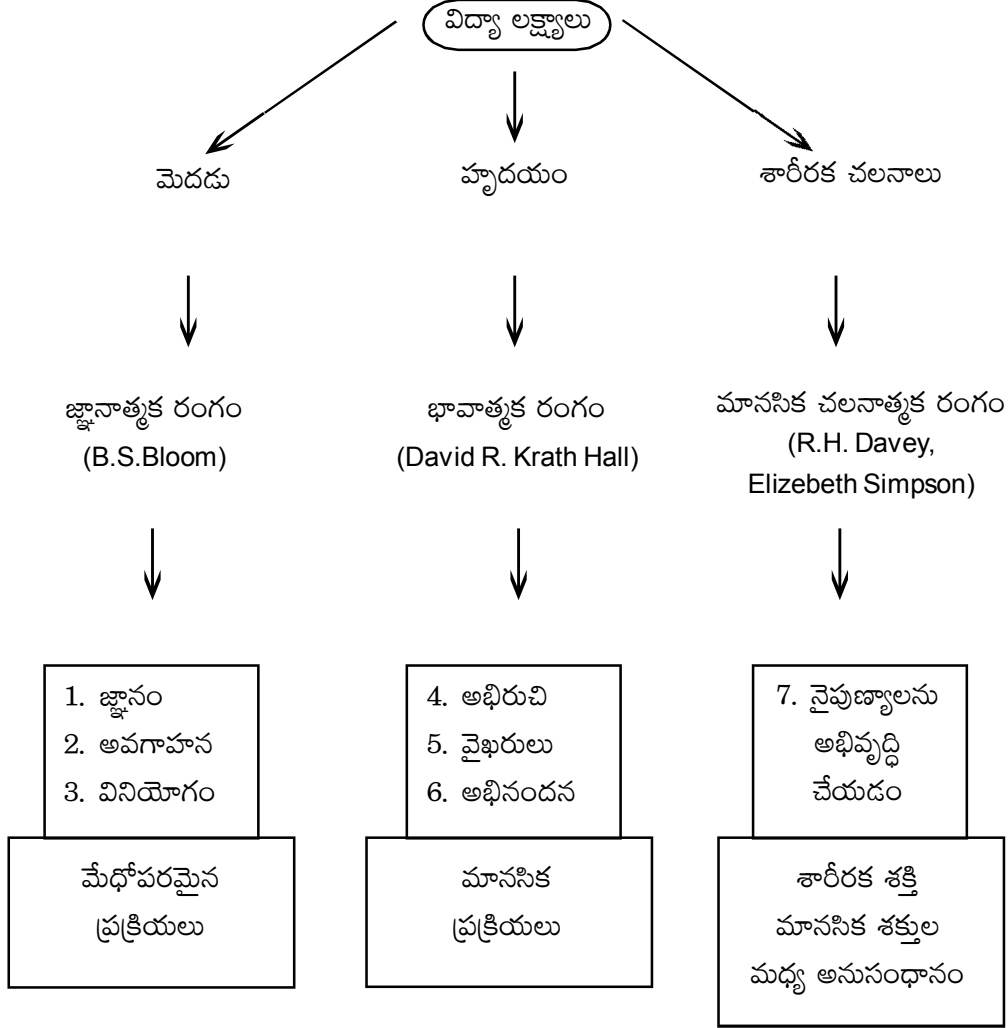 విద్యా లక్ష్యాలు
మెదడు
హృదయం
శారీరక చలనాలు
జ్ఞానాత్మక రంగం
(B.S.Bloom)
భావాత్మక రంగం
(David R. Krath Hall)
మానసిక చలనాత్మక రంగం
(R.H. Davey,
Elizebeth Simpson)
1. జ్ఞానం
2. అవగాహన
3. వినియోగం
మేధోపరమైన
ప్రక్రియలు
4. అభిరుచి
5. వైఖరులు
6. అభినందన
మానసిక
ప్రక్రియలు
7. నైపుణ్యాలను
అభివృద్ధి
చేయడం
శారీరక శక్తి
మానసిక శక్తుల
మధ్య అనుసంధానం